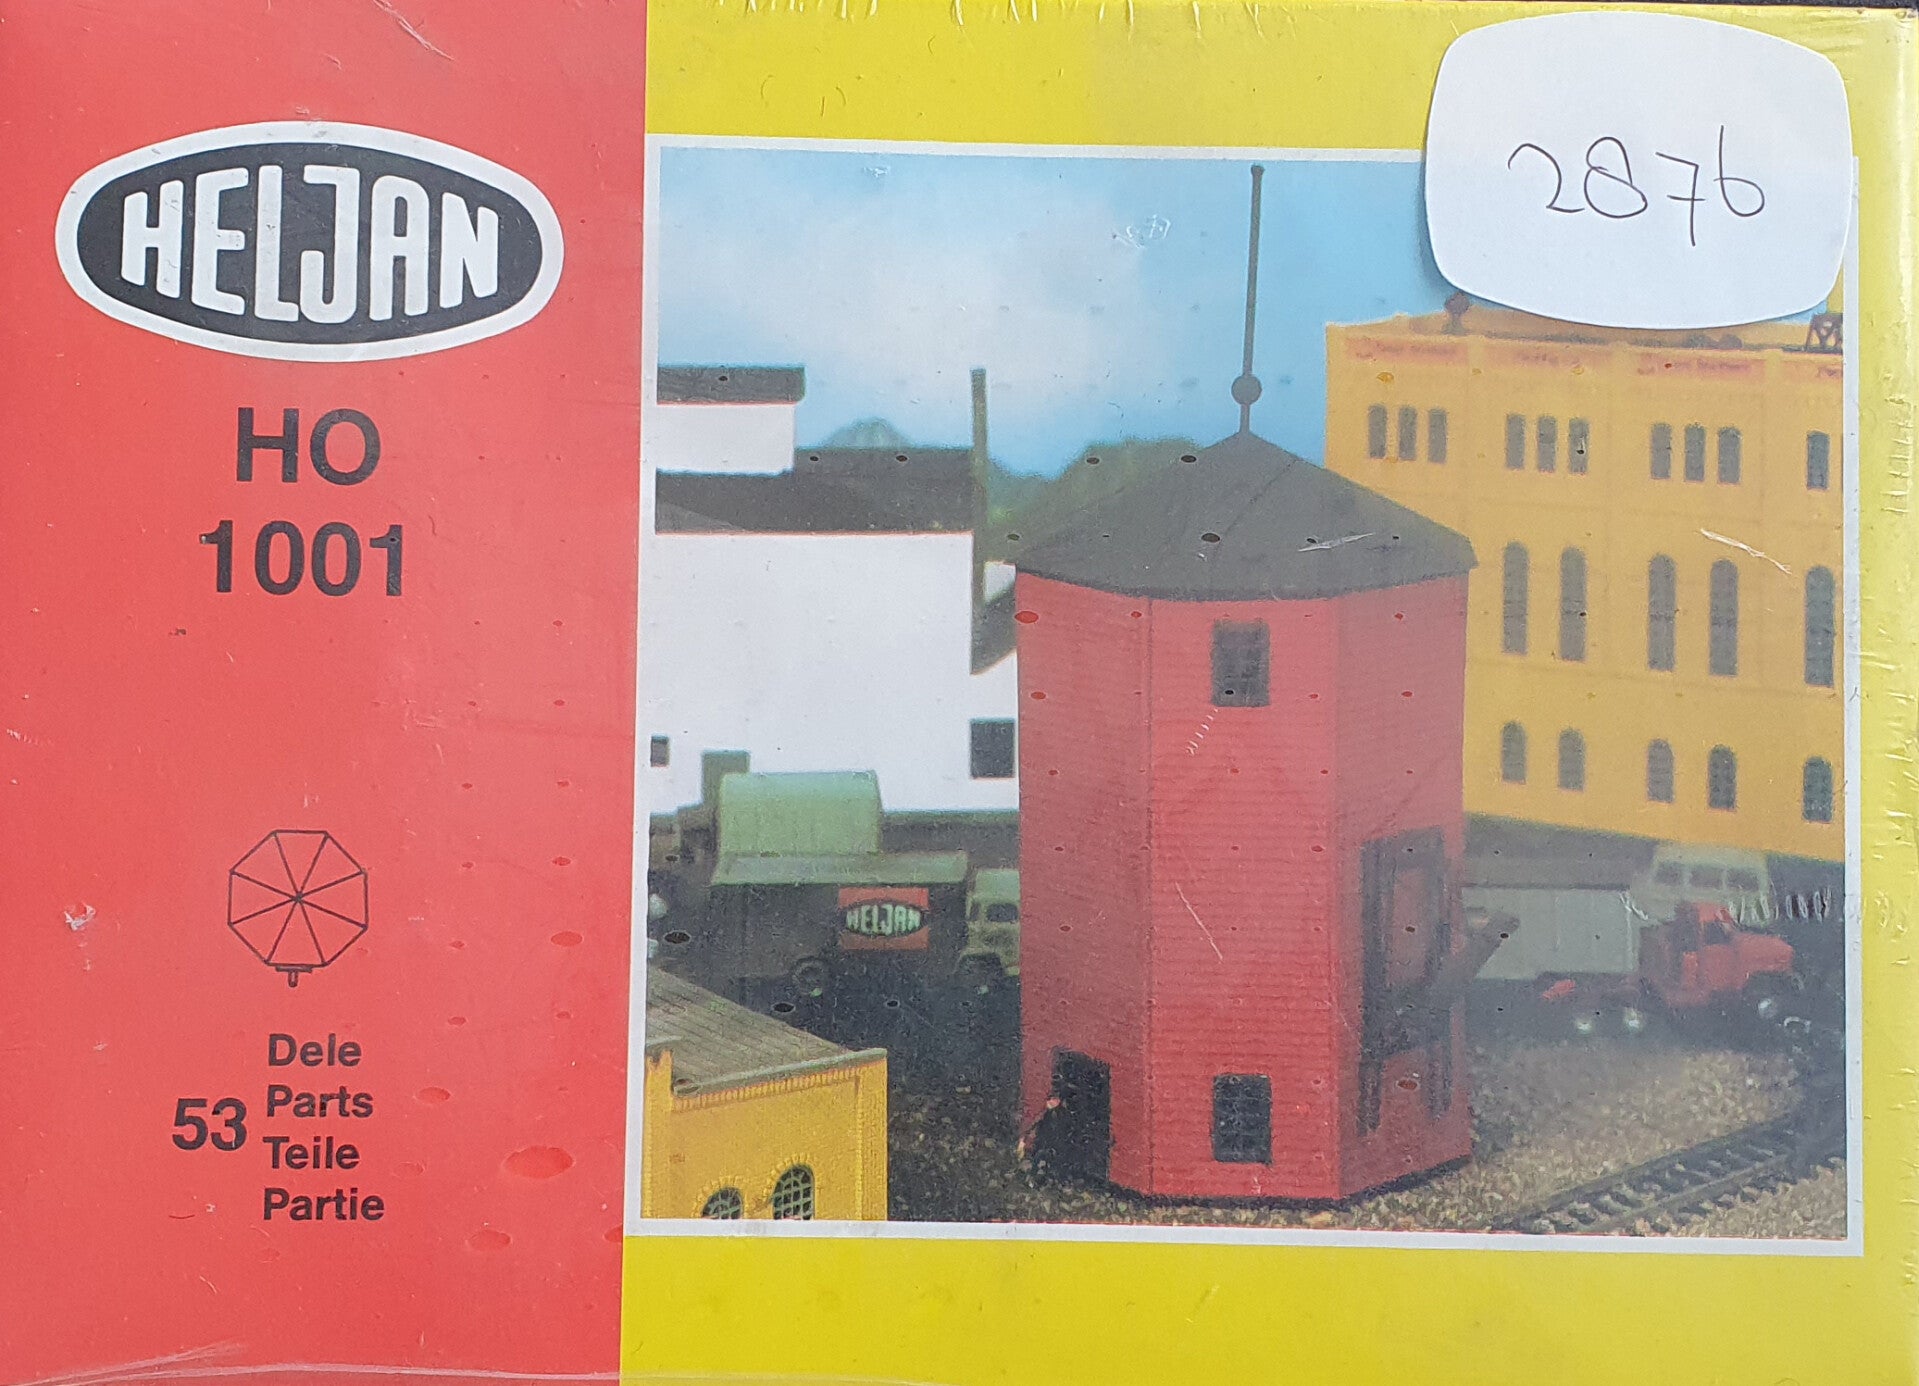 HELJAN
HO
1001
53
Dele
Parts
Teile
Partie
2876
HELJAN